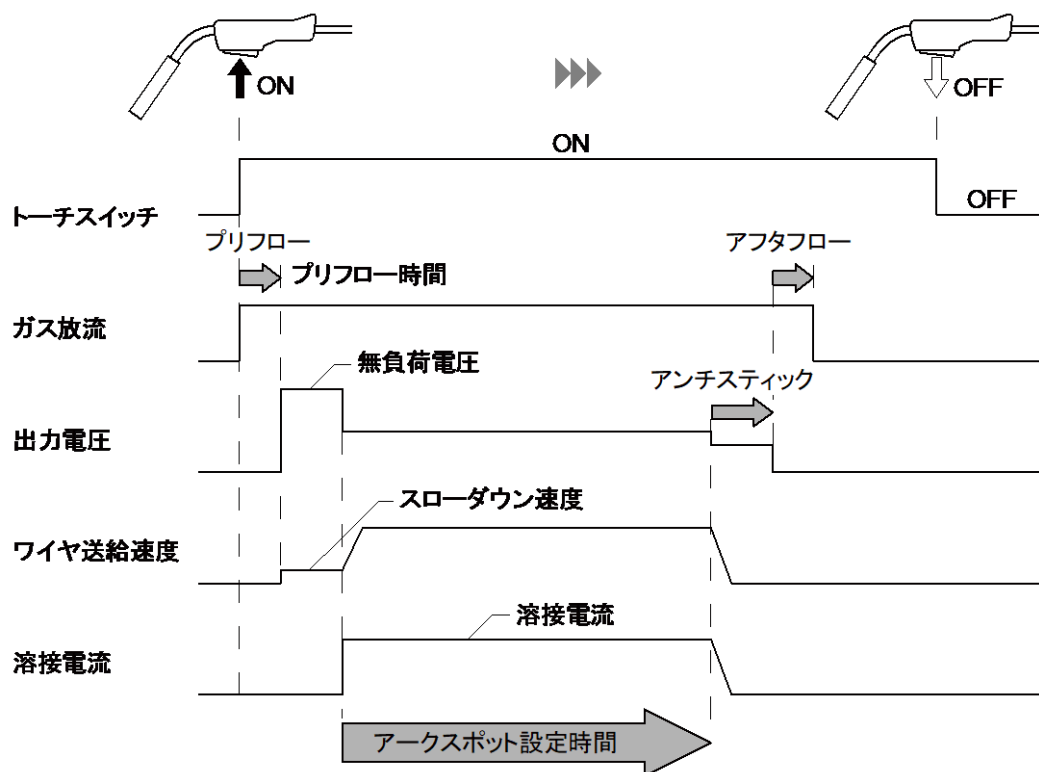 ON
OFF
ON
トーチスイッチ
OFF
プリフロー
アフタフロー
プリフロー時間
ガス放流
無負荷電圧
アンチスティック
出力電圧
スローダウン速度
ワイヤ送給速度
溶接電流
溶接電流
アークスポット設定時間